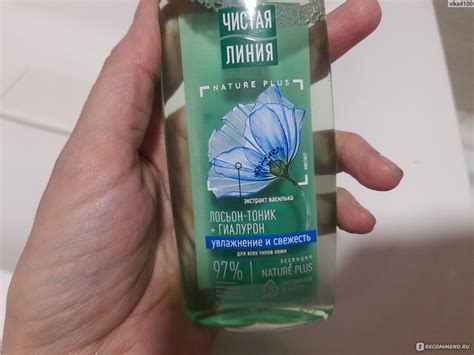 vika4100
ЧИСТАЯ
ЛИНИЯ
NATURE PLUS
экстракт василька
ЛОСЬОН-ТОНИК
+ ГИАЛУРОН
увлажнение и свежесть
для всех типов кожи
97%
эссенция
NATURE PLUS
RECOMMEND.RU